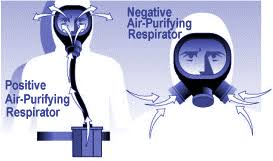 Positive
Air-Purifying
Respirator
Negative
Air-Purifying
Respirator